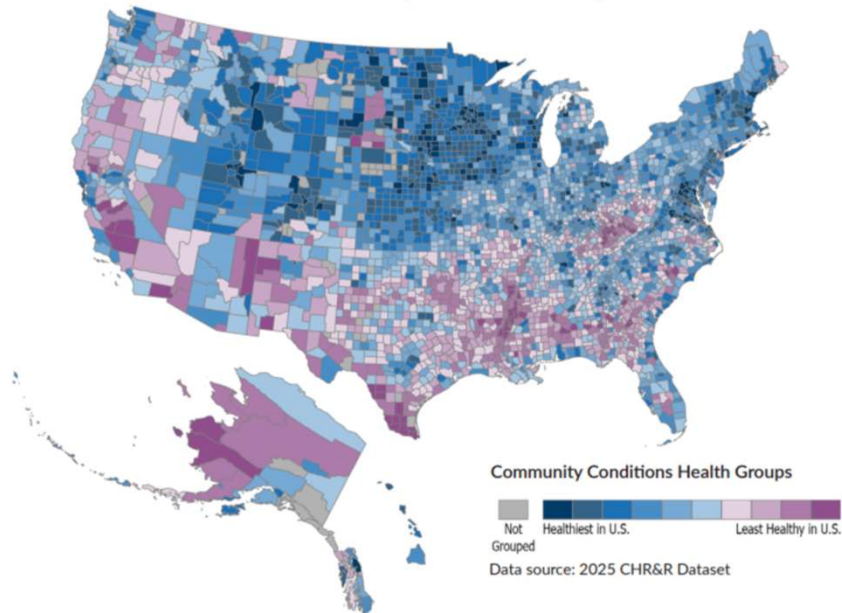 Community Conditions Health Groups
Not Grouped
Healthiest in U.S.
Least Healthy in U.S.
Data source: 2025 CHR&R Dataset